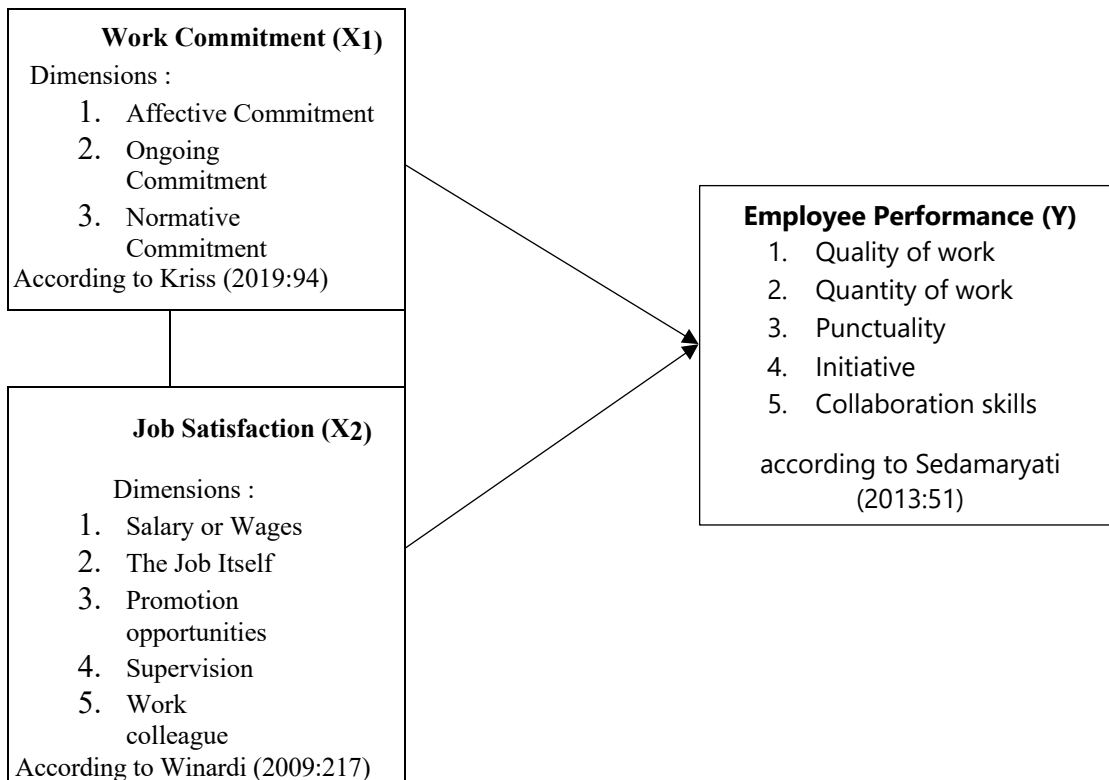 Work Commitment (X1)
Dimensions :
1. Affective Commitment
2. Ongoing
Commitment
3. Normative
Commitment
According to Kriss (2019:94)
Job Satisfaction (X2)
Dimensions :
1. Salary or Wages
2. The Job Itself
3. Promotion
opportunities
4. Supervision
5. Work
colleague
According to Winardi (2009:217)
Employee Performance (Y)
1. Quality of work
2. Quantity of work
3. Punctuality
4. Initiative
5. Collaboration skills
according to Sedamaryati
(2013:51)